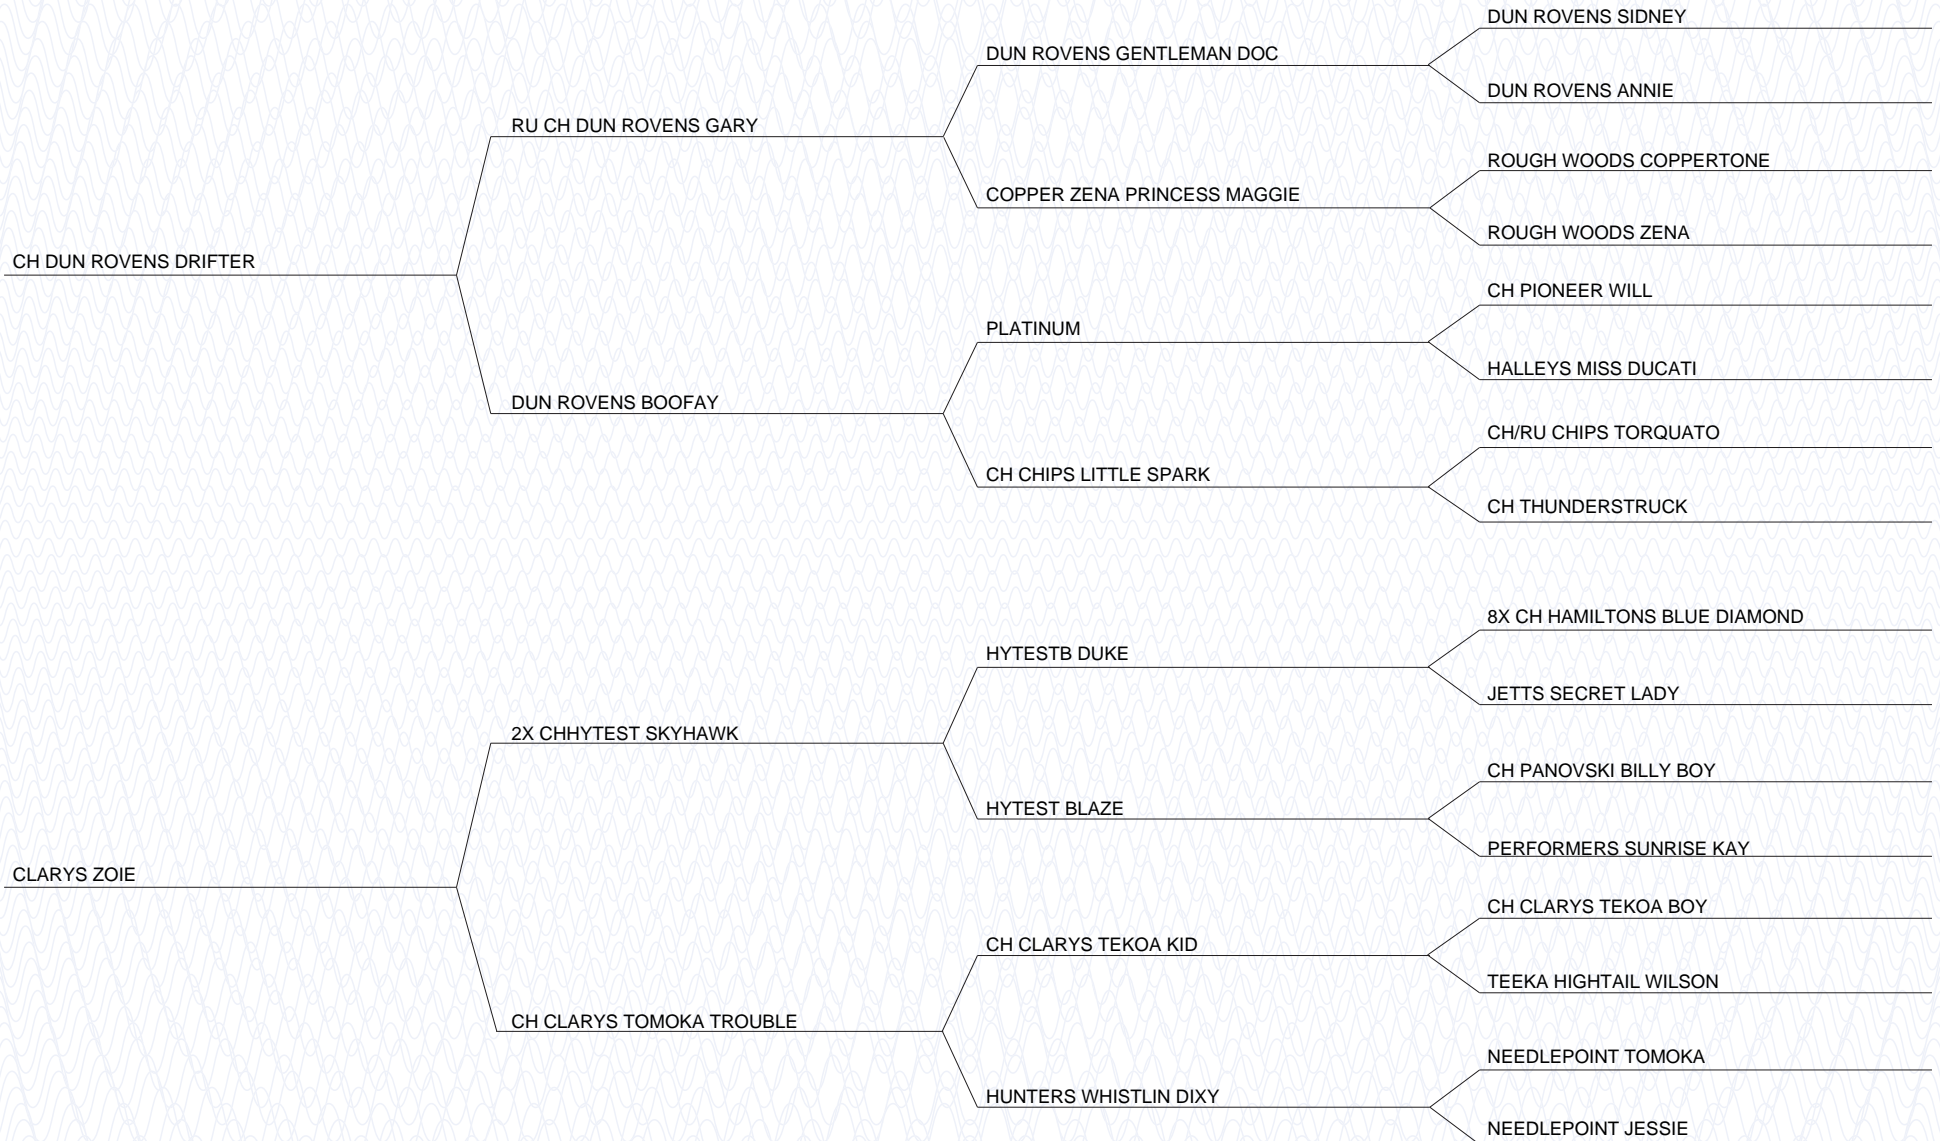 DUN ROVENS SIDNEY
DUN ROVENS GENTLEMAN DOC
DUN ROVENS ANNIE
RU CH DUN ROVENS GARY
ROUGH WOODS COPPERTONE
COPPER ZENA PRINCESS MAGGIE
ROUGH WOODS ZENA
CH DUN ROVENS DRIFTER
CH PIONEER WILL
PLATINUM
HALLEYS MISS DUCATI
DUN ROVENS BOOFAY
CH/RU CHIPS TORQUATO
CH CHIPS LITTLE SPARK
CH THUNDERSTRUCK
8X CH HAMILTONS BLUE DIAMOND
HYTESTB DUKE
JETTS SECRET LADY
2X CHHYTEST SKYHAWK
CH PANOVSKI BILLY BOY
HYTEST BLAZE
PERFORMERS SUNRISE KAY
CLARYS ZOIE
CH CLARYS TEKOA BOY
CH CLARYS TEKOA KID
TEEKA HIGHTAIL WILSON
CH CLARYS TOMOKA TROUBLE
NEEDLEPOINT TOMOKA
HUNTERS WHISTLIN DIXY
NEEDLEPOINT JESSIE